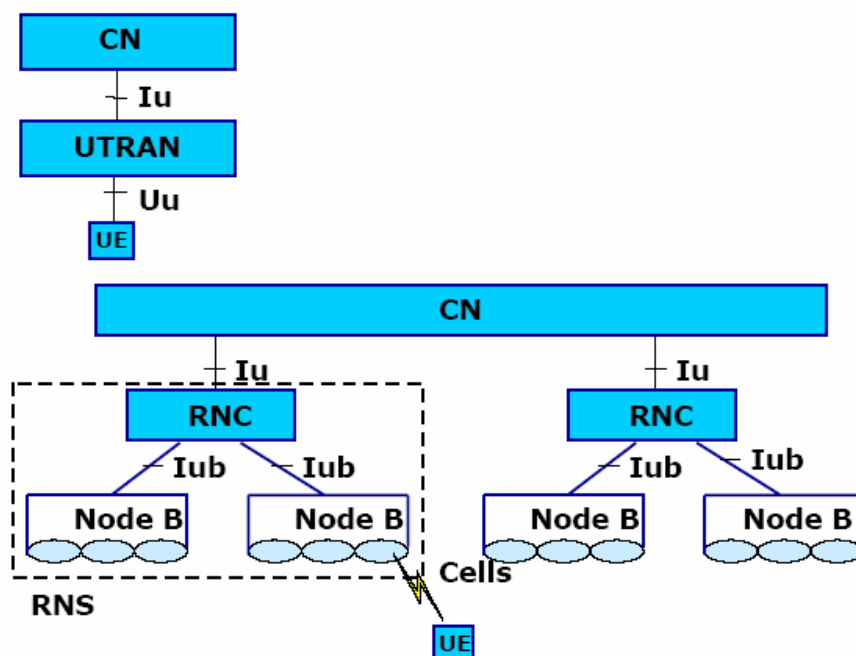 CN
Iu
UTRAN
Uu
UE
CN
Iu
Iu
RNC
RNC
Iub
Iub
Iub
Iub
Node B
Node B
Node B
Node B
Cells
RNS
UE